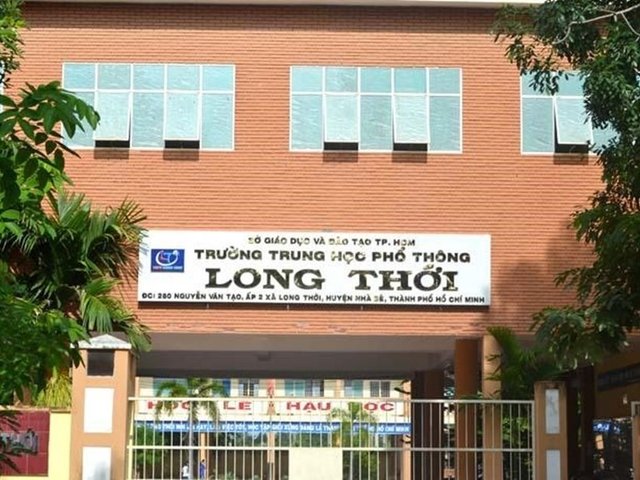 SỞ GIÁO DỤC VÀ ĐÀO TẠO TP. HCM
TRƯỜNG TRUNG HỌC PHỔ THÔNG
LONG THỚI
ĐC: 280 NGUYỄN VĂN TẠO, ẤP 2 XÃ LONG THỚI, HUYỆN NHÀ BÈ, THÀNH PHỐ HỒ CHÍ MINH
LỄ HẬU HỌC